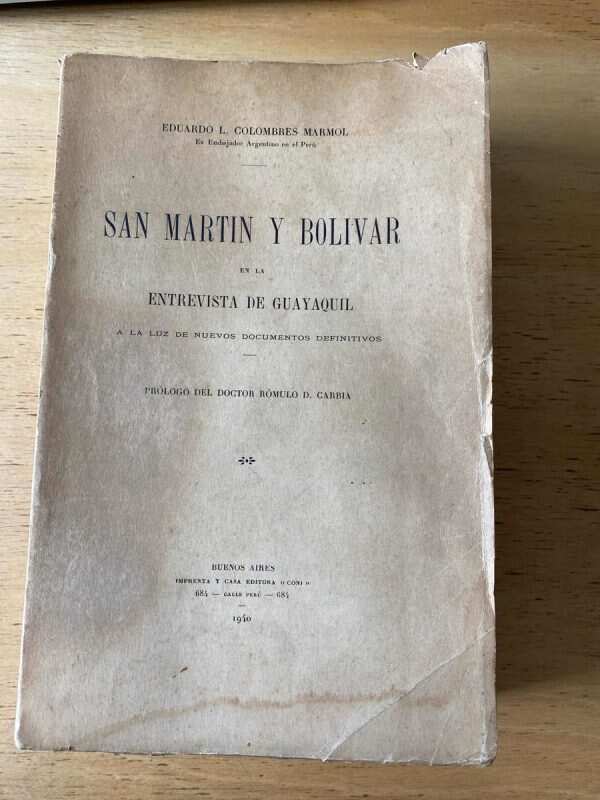 EDUARDO L. COLOMBRES MARMOL
Ex Embajador Argentino en el Perú
SAN MARTIN Y BOLIVAR
EN LA
ENTREVISTA DE GUAYAQUIL
A LA LUZ DE NUEVOS DOCUMENTOS DEFINITIVOS
PRÓLOGO DEL DOCTOR RÓMULO D. CARBIA
BUENOS AIRES
IMPRENTA Y CASA EDITORA « CONI »
684 — CALLE PERÚ — 684
1940